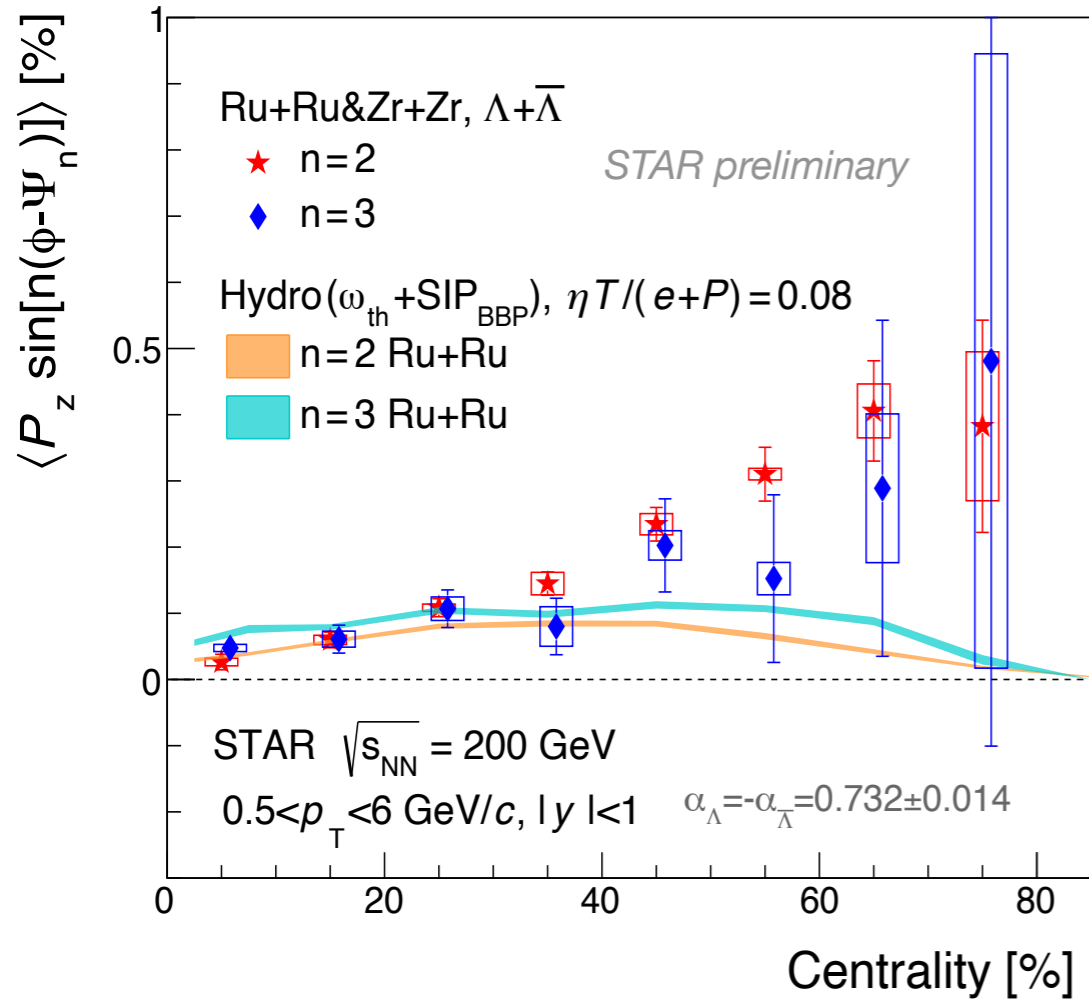 ⟨P_z sin[n(ϕ-Ψ_n)]⟩ [%]
1
0.5
0
Ru+Ru&Zr+Zr, Λ+Λ̅
n=2
n=3
STAR preliminary
Hydro(ω_th+SIP_BBP), ηT/(e+P)=0.08
n=2 Ru+Ru
n=3 Ru+Ru
STAR √s_NN = 200 GeV
0.5<p_T<6 GeV/c, |y|<1
α_Λ=-α_Λ̅=0.732±0.014
0 20 40 60 80
Centrality [%]